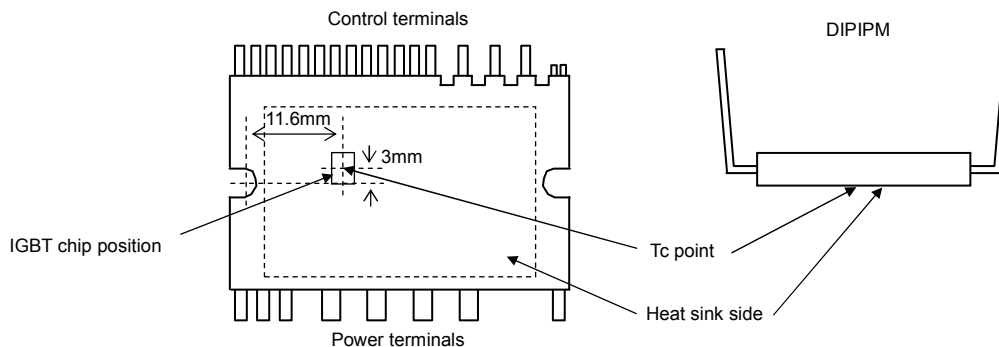 Control terminals
DIPIPM
11.6mm
3mm
IGBT chip position
Tc point
Heat sink side
Power terminals